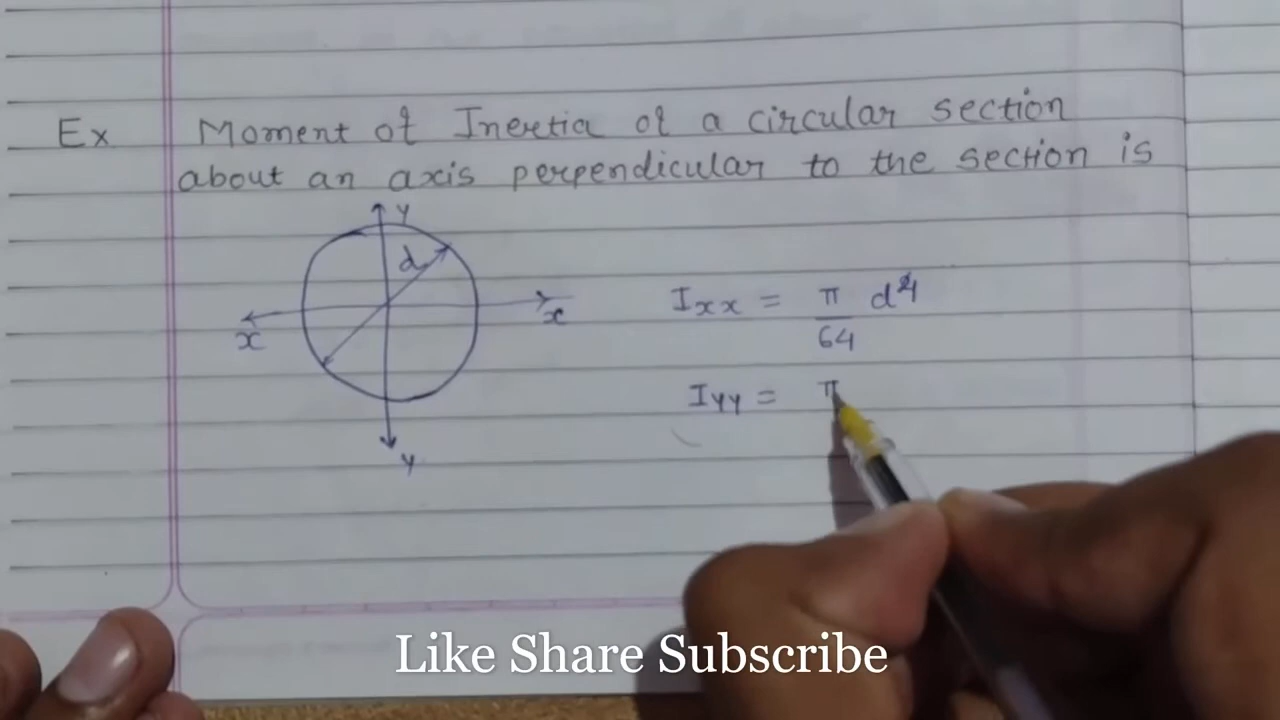 Ex Moment of Inertia of a circular section
about an axis perpendicular to the section is
y
d
x x
y
Ixx = π/64 d⁴
Iyy = π
Like Share Subscribe